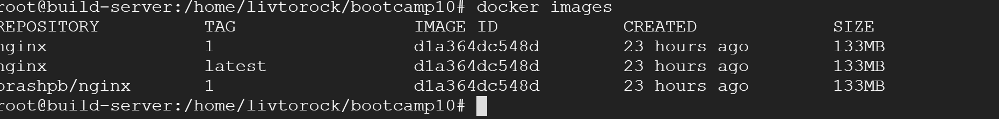 root@build-server:/home/livtorock/bootcamp10# docker images
REPOSITORY TAG IMAGE ID CREATED SIZE
nginx 1 d1a364dc548d 23 hours ago 133MB
nginx latest d1a364dc548d 23 hours ago 133MB
prashpb/nginx 1 d1a364dc548d 23 hours ago 133MB
root@build-server:/home/livtorock/bootcamp10#